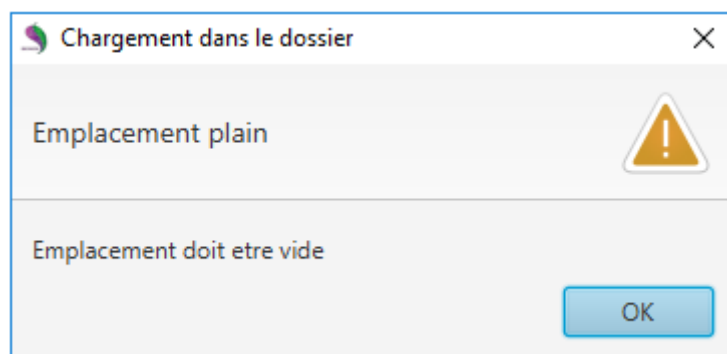 Chargement dans le dossier
Emplacement plain
Emplacement doit etre vide
OK